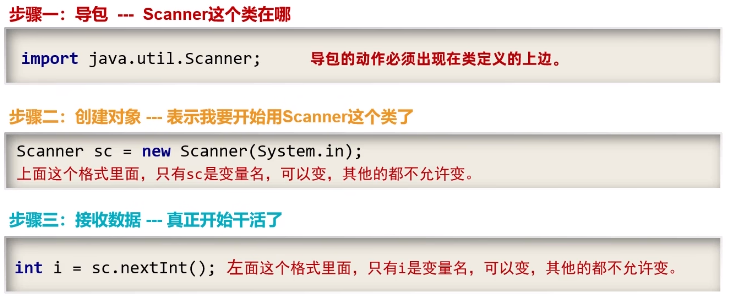 步骤一：导包 --- Scanner这个类在哪
import java.util.Scanner; 导包的动作必须出现在类定义的上边。
步骤二：创建对象 --- 表示我要开始用Scanner这个类了
Scanner sc = new Scanner(System.in);
上面这个格式里面，只有sc是变量名，可以变，其他的都不允许变。
步骤三：接收数据 --- 真正开始干活了
int i = sc.nextInt(); 左面这个格式里面，只有i是变量名，可以变，其他的都不允许变。